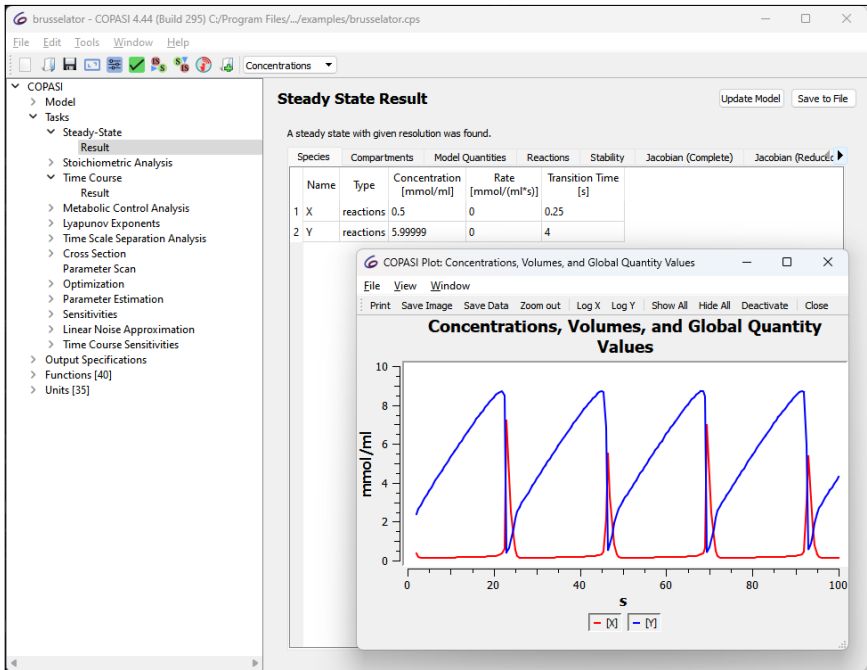 brusselator - COPASI 4.44 (Build 295) C:/Program Files/.../examples/brusselator.cps
File Edit Tools Window Help
Concentrations
COPASI
Model
Tasks
Steady-State
Result
Stoichiometric Analysis
Time Course
Result
Metabolic Control Analysis
Lyapunov Exponents
Time Scale Separation Analysis
Cross Section
Parameter Scan
Optimization
Parameter Estimation
Sensitivities
Linear Noise Approximation
Time Course Sensitivities
Output Specifications
Functions [40]
Units [35]
Steady State Result
Update Model Save to File
A steady state with given resolution was found.
Species Compartments Model Quantities Reactions Stability Jacobian (Complete) Jacobian (Reduced
Name Type Concentration Rate Transition Time
[mmol/ml] [mmol/(ml*s)] [s]
1 X reactions 0.5 0 0.25
2 Y reactions 5.99999 0 4
COPASI Plot: Concentrations, Volumes, and Global Quantity Values
File View Window
Print Save Image Save Data Zoom out Log X Log Y Show All Hide All Deactivate Close
Concentrations, Volumes, and Global Quantity
Values
mmol/ml
10
8
6
4
2
0
0 20 40 60 80 100
s
[X] [Y]